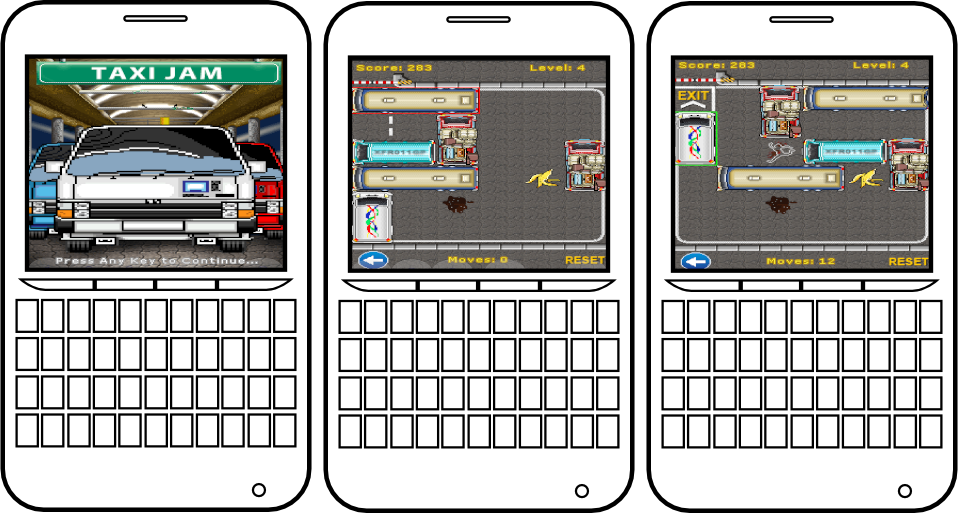 TAXI JAM
Press Any Key to Continue...
Score: 283
Level: 4
Moves: 0
RESET
Score: 283
Level: 4
EXIT
Moves: 12
RESET